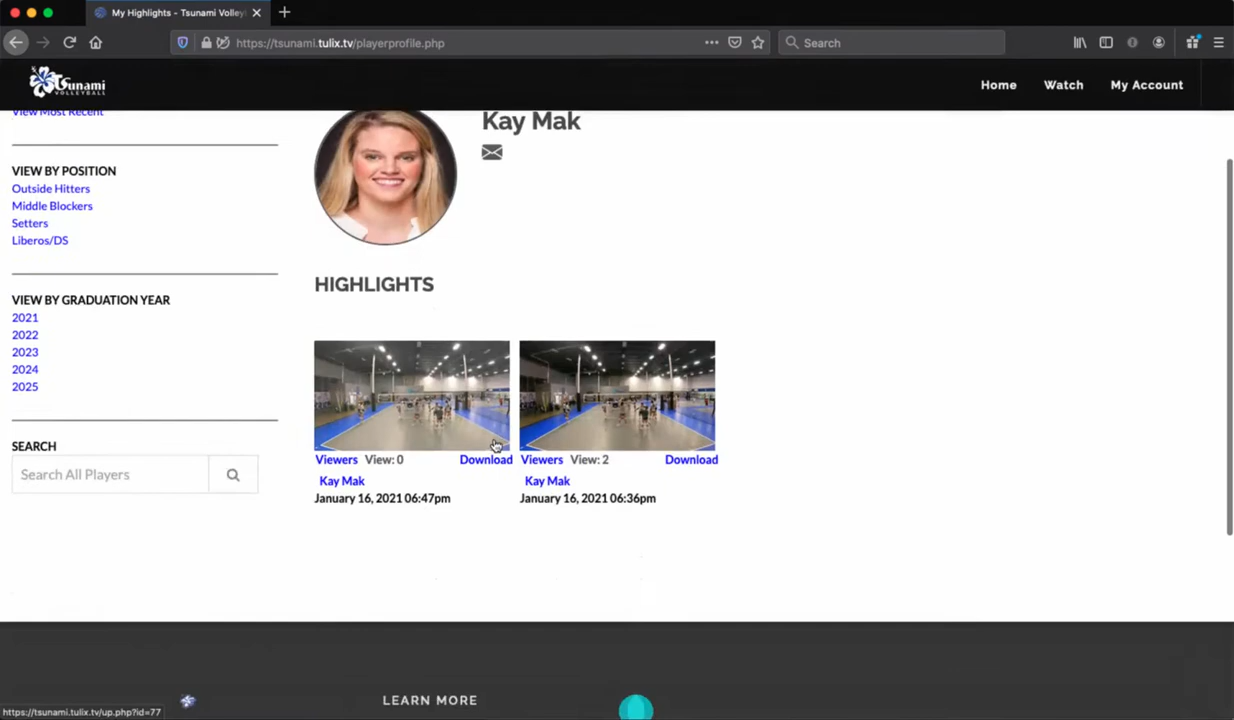 My Highlights - Tsunami Volley
https://tsunami.tulix.tv/playerprofile.php
Search
Tsunami
VOLLEYBALL
Home
Watch
My Account
View Most Recent
VIEW BY POSITION
Outside Hitters
Middle Blockers
Setters
Liberos/DS
VIEW BY GRADUATION YEAR
2021
2022
2023
2024
2025
SEARCH
Search All Players
Kay Mak
HIGHLIGHTS
Viewers View: 0 Download
Kay Mak
January 16, 2021 06:47pm
Viewers View: 2 Download
Kay Mak
January 16, 2021 06:36pm
LEARN MORE
https://tsunami.tulix.tv/up.php?id=77